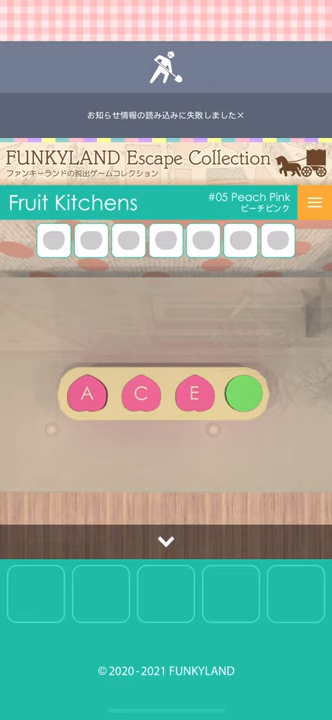 お知らせ情報の読み込みに失敗しました×
FUNKYLAND Escape Collection
ファンキーランドの脱出ゲームコレクション
Fruit Kitchens
#05 Peach Pink
ピーチピンク
A C E
©2020-2021 FUNKYLAND